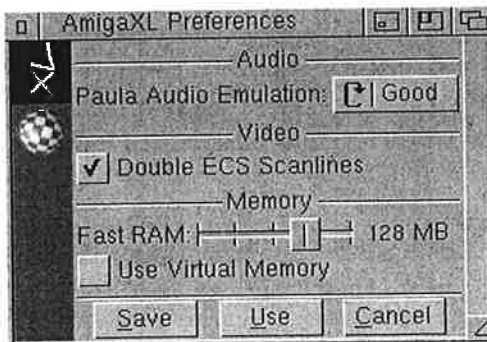 AmigaXL Preferences
XL
Audio
Paula Audio Emulation: Good
Video
Double ECS Scanlines
Memory
Fast RAM: 128 MB
Use Virtual Memory
Save Use Cancel